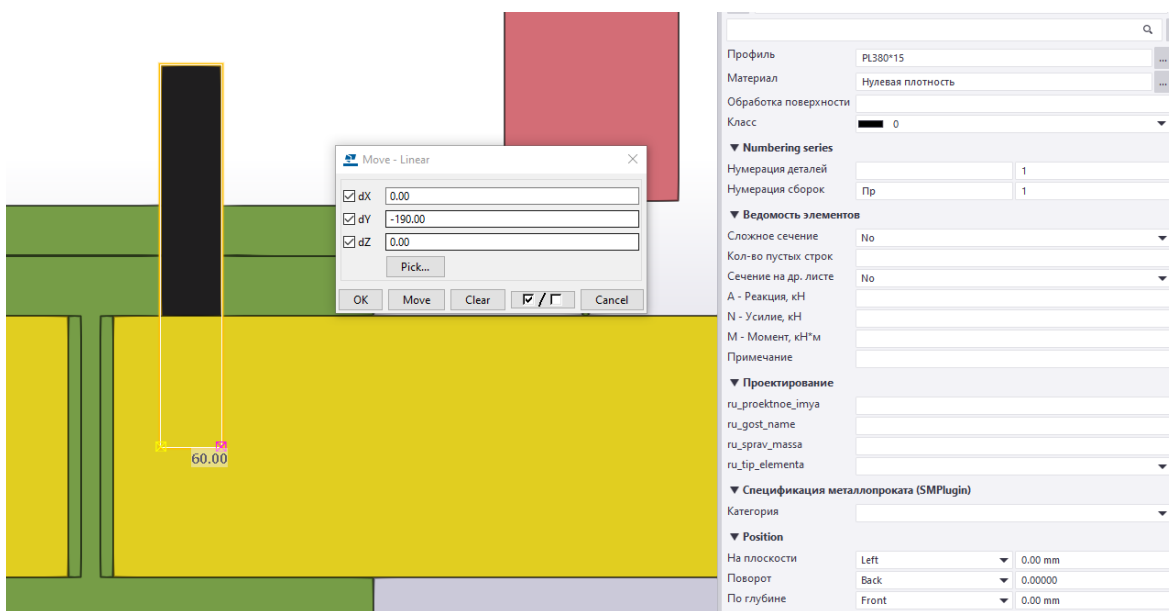 Профиль PL380*15 ...
Материал Нулевая плотность ...
Обработка поверхности
Класс 0
Numbering series
Нумерация деталей 1
Нумерация сборок Пр 1
Ведомость элементов
Сложное сечение No
Кол-во пустых строк
Сечение на др. листе No
A - Реакция, кН
N - Усилие, кН
M - Момент, кН*м
Примечание
Проектирование
ru_proektnoe_imya
ru_gost_name
ru_sprav_massa
ru_tip_elementa
Спецификация металлопроката (SMPlugin)
Категория
Position
На плоскости Left 0.00 mm
Поворот Back 0.00000
По глубине Front 0.00 mm
Move - Linear
dX 0.00
dY -190.00
dZ 0.00
Pick...
OK Move Clear / Cancel
60.00